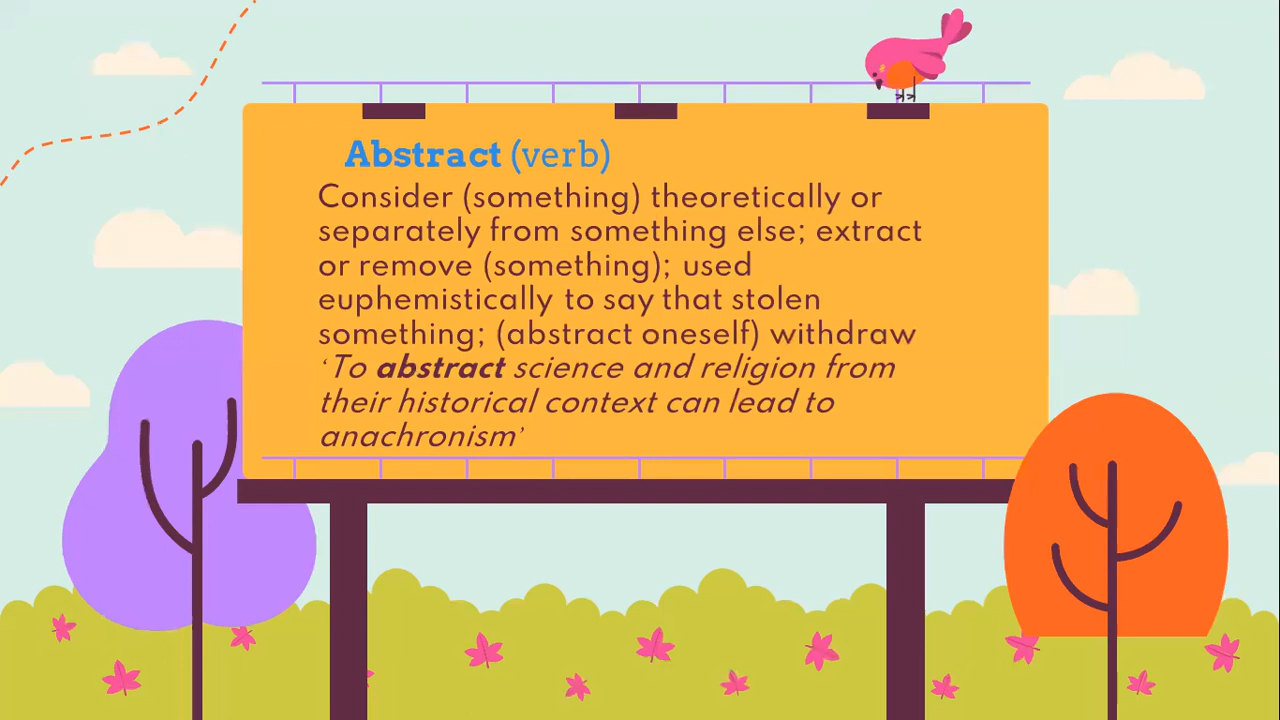 Abstract (verb)
Consider (something) theoretically or
separately from something else; extract
or remove (something); used
euphemistically to say that stolen
something; (abstract oneself) withdraw
‘To abstract science and religion from
their historical context can lead to
anachronism’